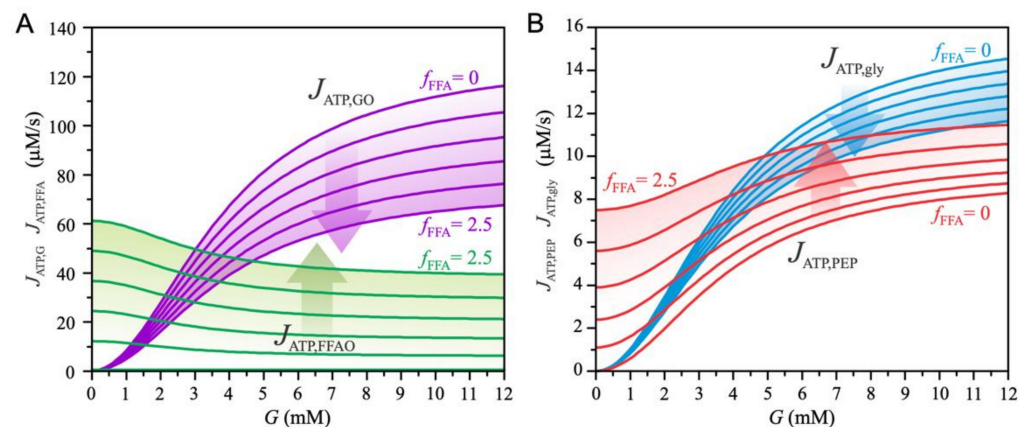 A
140
120
100
80
60
40
20
0
J_ATP,G J_ATP,FFA (μM/s)
f_FFA = 0
J_ATP,GO
f_FFA = 2.5
f_FFA = 2.5
J_ATP,FFAO
0 1 2 3 4 5 6 7 8 9 10 11 12
G (mM)
B
16
14
12
10
8
6
4
2
0
J_ATP,PEP J_ATP,gly (μM/s)
f_FFA = 0
J_ATP,gly
f_FFA = 2.5
f_FFA = 0
J_ATP,PEP
0 1 2 3 4 5 6 7 8 9 10 11 12
G (mM)